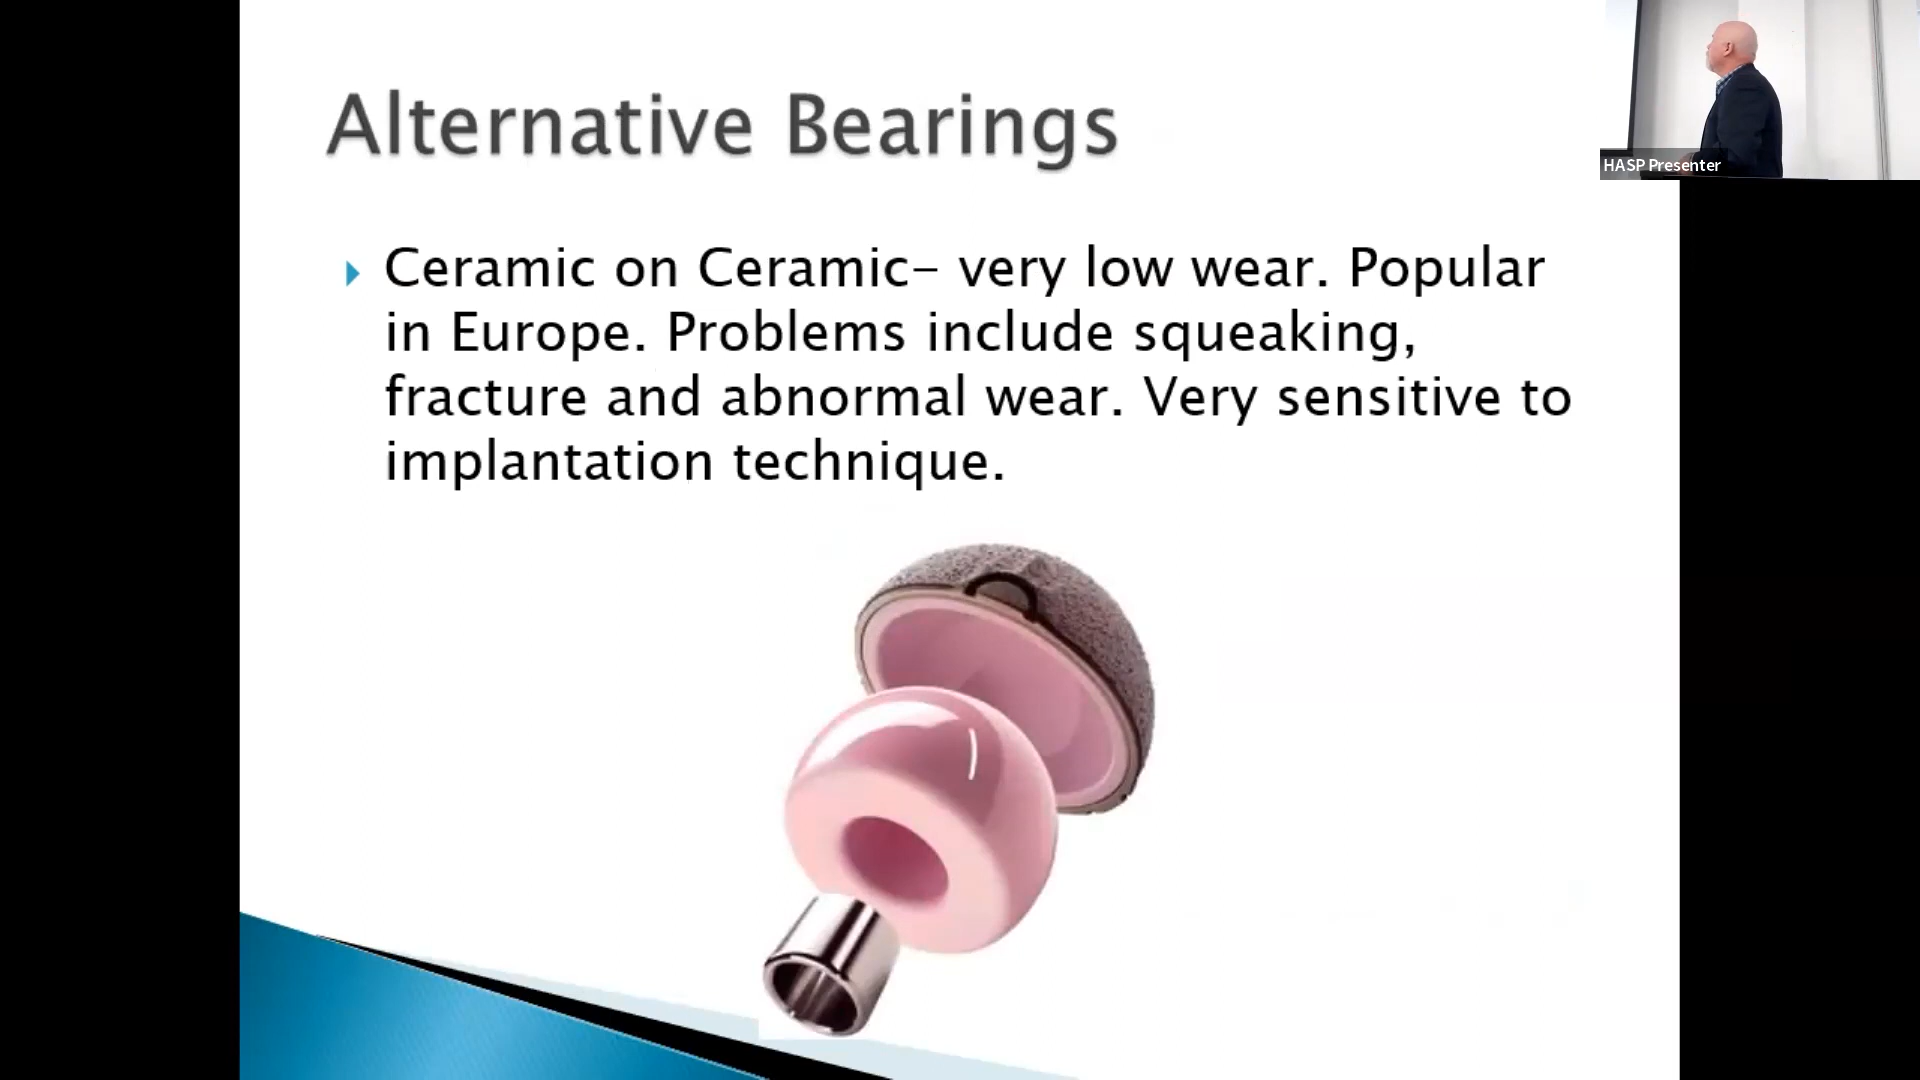 Alternative Bearings
Ceramic on Ceramic- very low wear. Popular
in Europe. Problems include squeaking,
fracture and abnormal wear. Very sensitive to
implantation technique.
HASP Presenter